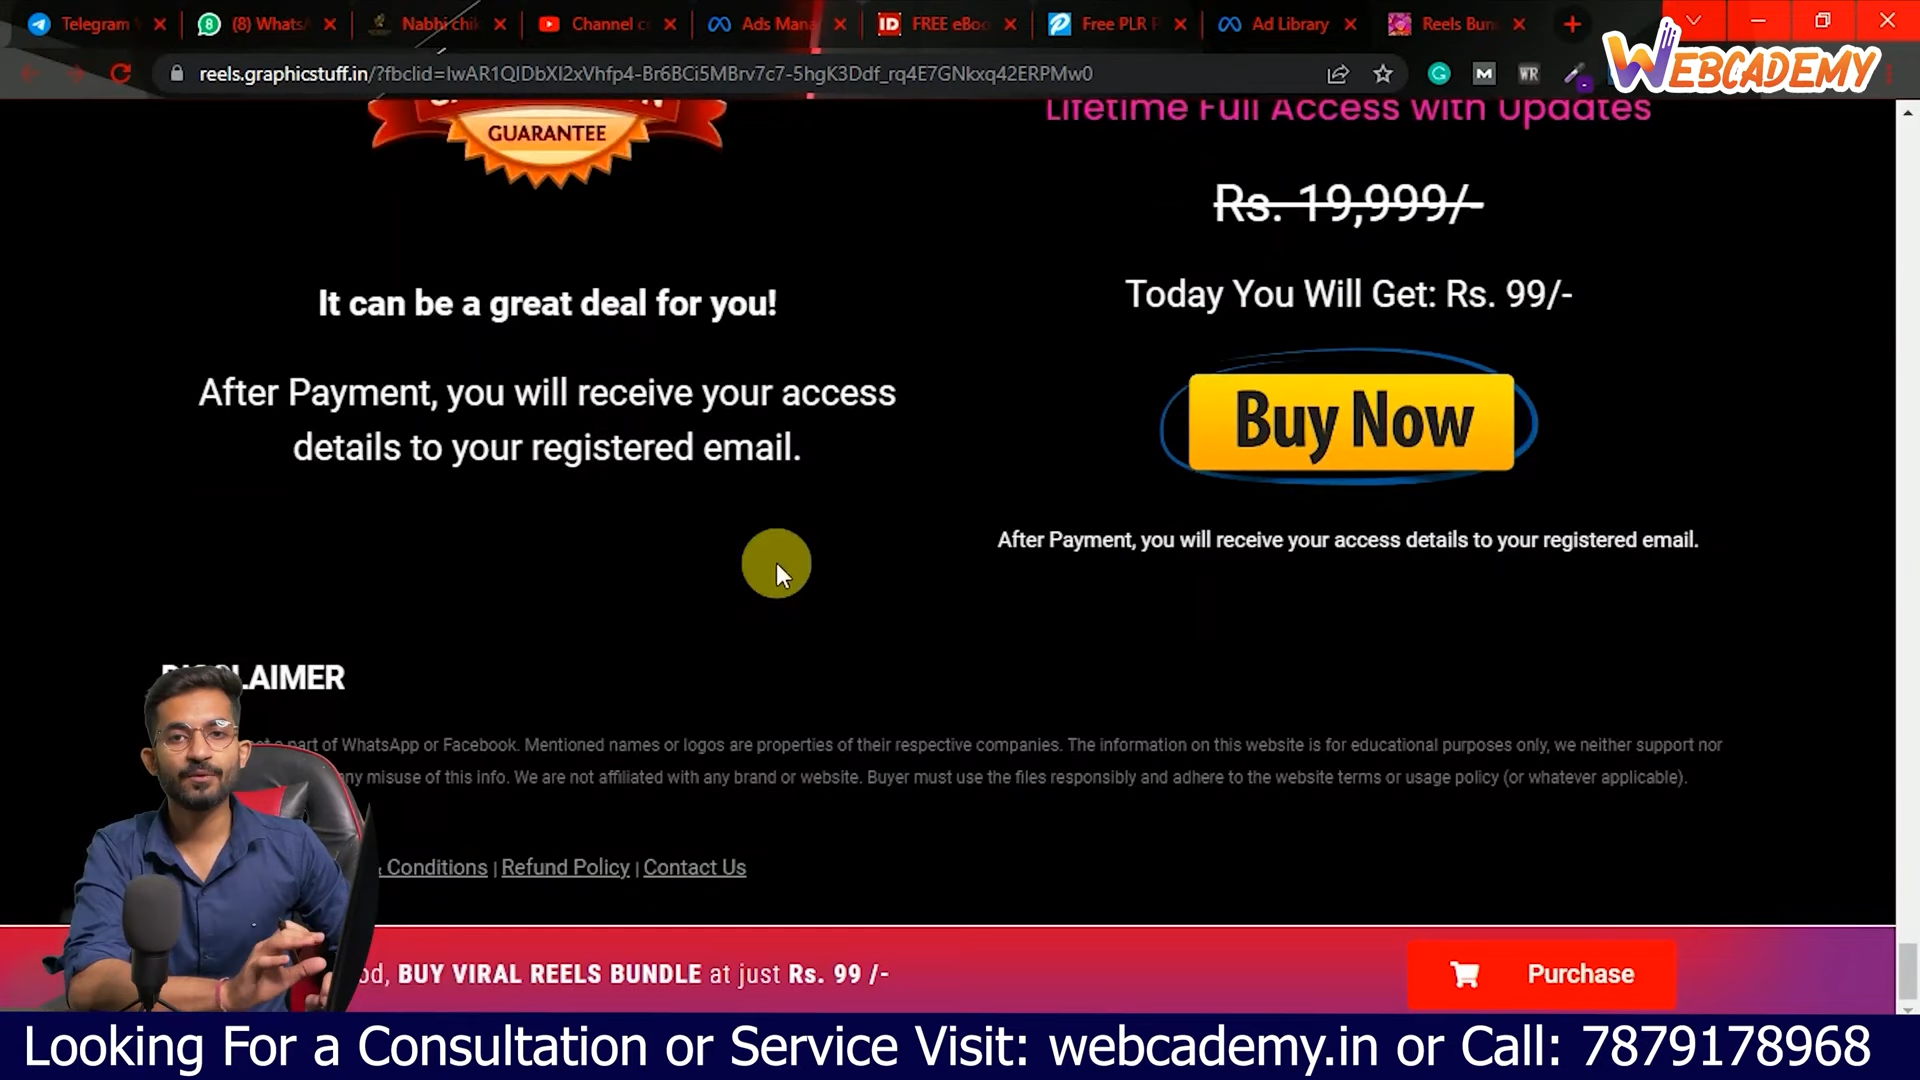 Telegram
(8) Whats
Nabhi chik
Channel c
Ads Mana
FREE eBo
Free PLR P
Ad Library
Reels Bun
WEBCADEMY
reels.graphicstuff.in/?fbclid=IwAR1QIDbXI2xVhfp4-Br6BCi5MBrv7c7-5hgK3Ddf_rq4E7GNkxq42ERPMw0
GUARANTEE
Lifetime Full Access with Updates
Rs. 19,999/-
Today You Will Get: Rs. 99/-
It can be a great deal for you!
After Payment, you will receive your access
details to your registered email.
Buy Now
After Payment, you will receive your access details to your registered email.
DISCLAIMER
part of WhatsApp or Facebook. Mentioned names or logos are properties of their respective companies. The information on this website is for educational purposes only, we neither support nor
any misuse of this info. We are not affiliated with any brand or website. Buyer must use the files responsibly and adhere to the website terms or usage policy (or whatever applicable).
& Conditions | Refund Policy | Contact Us
BUY VIRAL REELS BUNDLE at just Rs. 99 /-
Purchase
Looking For a Consultation or Service Visit: webcademy.in or Call: 7879178968